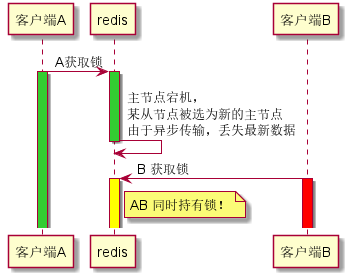 客户端A
redis
客户端B
A获取锁
主节点宕机，
某从节点被选为新的主节点
由于异步传输，丢失最新数据
B 获取锁
AB 同时持有锁！
客户端A
redis
客户端B